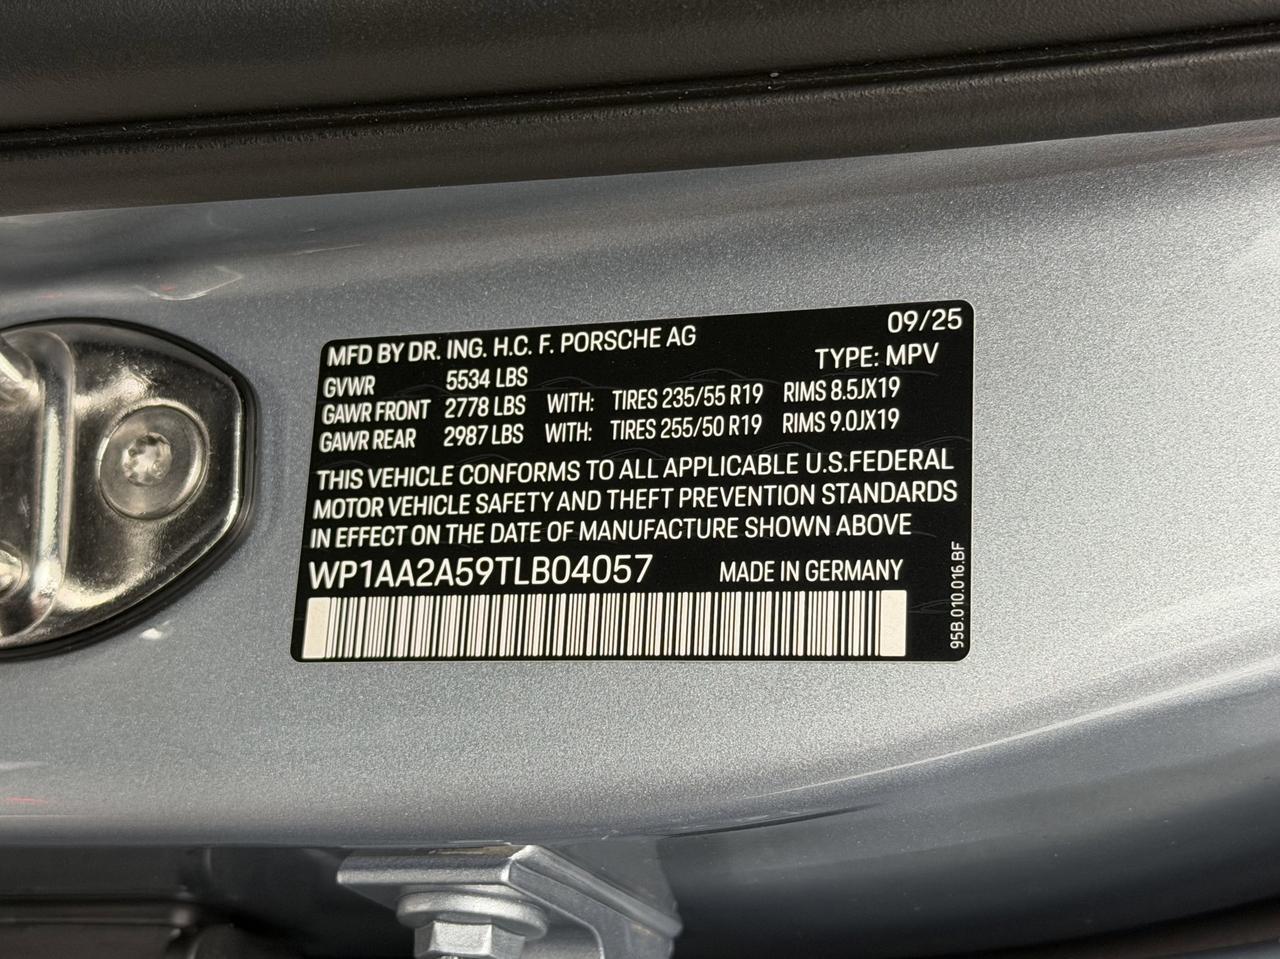 09/25
MFD BY DR. ING. H.C. F. PORSCHE AG
TYPE: MPV
GVWR 5534 LBS
GAWR FRONT 2778 LBS WITH: TIRES 235/55 R19 RIMS 8.5JX19
GAWR REAR 2987 LBS WITH: TIRES 255/50 R19 RIMS 9.0JX19
THIS VEHICLE CONFORMS TO ALL APPLICABLE U.S.FEDERAL
MOTOR VEHICLE SAFETY AND THEFT PREVENTION STANDARDS
IN EFFECT ON THE DATE OF MANUFACTURE SHOWN ABOVE
WP1AA2A59TLB04057 MADE IN GERMANY
95B.010.016.BF